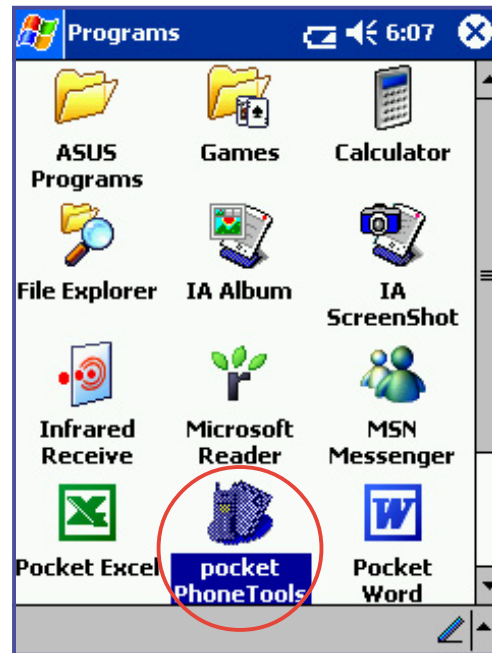 Programs 6:07
ASUS Programs
Games
Calculator
File Explorer
IA Album
IA ScreenShot
Infrared Receive
Microsoft Reader
MSN Messenger
Pocket Excel
pocket PhoneTools
Pocket Word